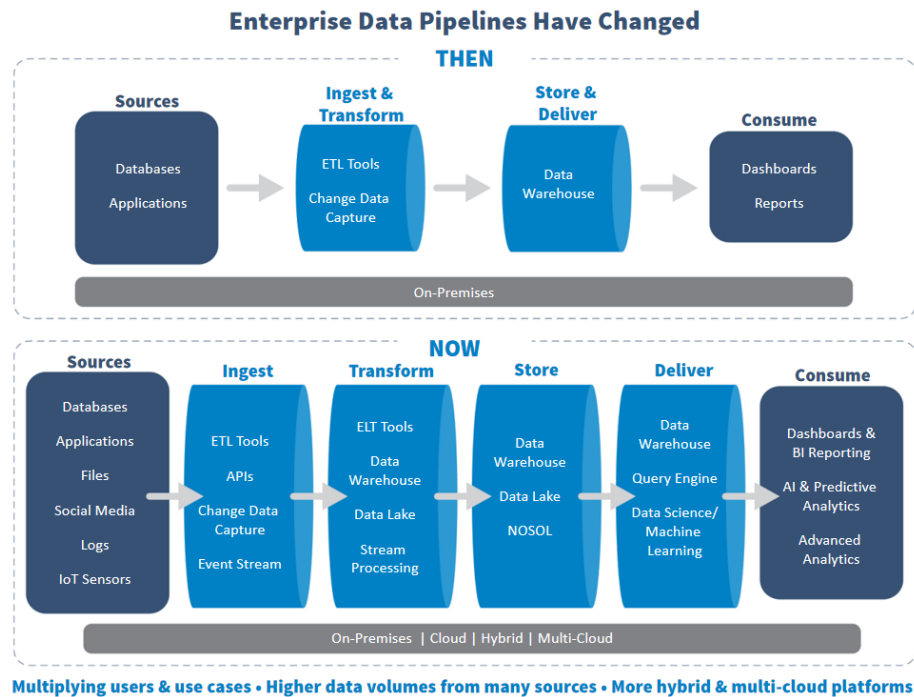 Enterprise Data Pipelines Have Changed
THEN
Sources
Databases
Applications
Ingest &
Transform
ETL Tools
Change Data
Capture
Store &
Deliver
Data
Warehouse
Consume
Dashboards
Reports
On-Premises
NOW
Sources
Databases
Applications
Files
Social Media
Logs
IoT Sensors
Ingest
ETL Tools
APIs
Change Data
Capture
Event Stream
Transform
ELT Tools
Data
Warehouse
Data Lake
Stream
Processing
Store
Data
Warehouse
Data Lake
NOSOL
Deliver
Data
Warehouse
Query Engine
Data Science/
Machine
Learning
Consume
Dashboards &
BI Reporting
AI & Predictive
Analytics
Advanced
Analytics
On-Premises | Cloud | Hybrid | Multi-Cloud
Multiplying users & use cases • Higher data volumes from many sources • More hybrid & multi-cloud platforms